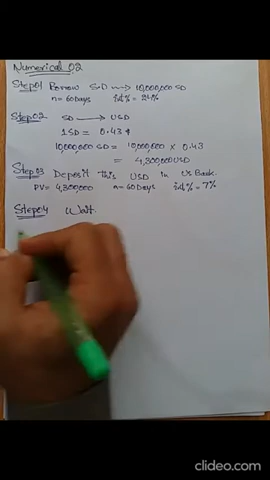 Numerical 02
Step01 Borrow S.D → 10,000,000 SD
n= 60 Days int%= 24%
Step02 SD → USD
1 SD = 0.43 $
10,000,000 SD = 10,000,000 X 0.43
= 4,300,000 USD
Step03 Deposit this USD in Us Bank.
PV= 4,300,000 n= 60 Days int%= 7%
Step04 Wait.
clideo.com